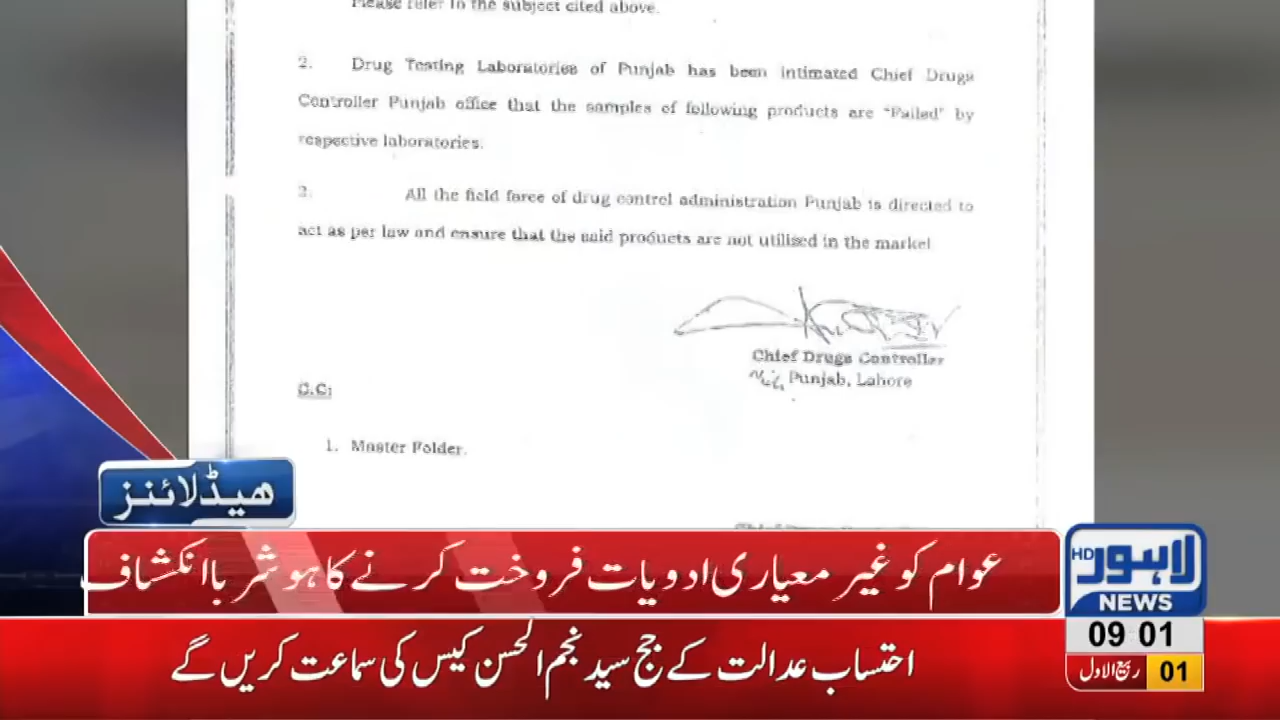 Please refer to the subject cited above.
2. Drug Testing Laboratories of Punjab has been intimated Chief Drugs
Controller Punjab office that the samples of following products are "Failed" by
respective laboratories.
3. All the field force of drug control administration Punjab is directed to
act as per law and ensure that the said products are not utilised in the market
Chief Drugs Controller
Punjab, Lahore
C.C:
1. Master Folder.
ھیڈلائنز
عوام کو غیر معیاری ادویات فروخت کرنے کا ہوشربا انکشاف
احتساب عدالت کے جج سید نجم الحسن کیس کی سماعت کریں گے
HD لاہور
NEWS
09 01
01 ربیع الاول